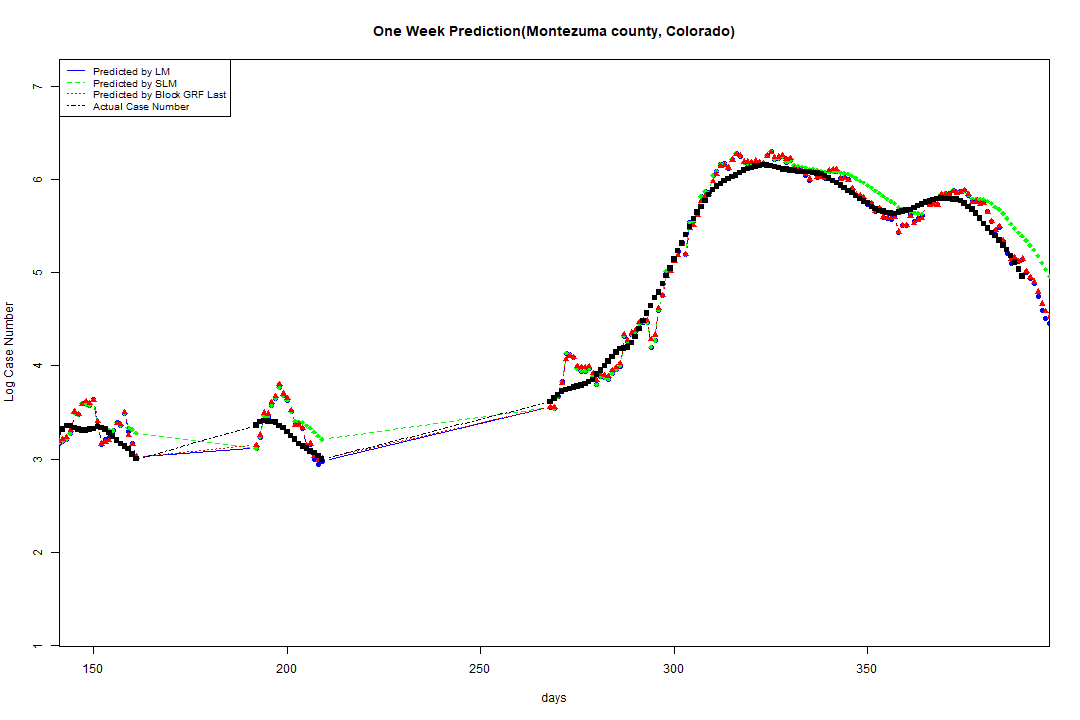 One Week Prediction(Montezuma county, Colorado)
Predicted by LM
Predicted by SLM
Predicted by Block GRF Last
Actual Case Number
7
6
5
4
3
2
1
Log Case Number
150 200 250 300 350
days